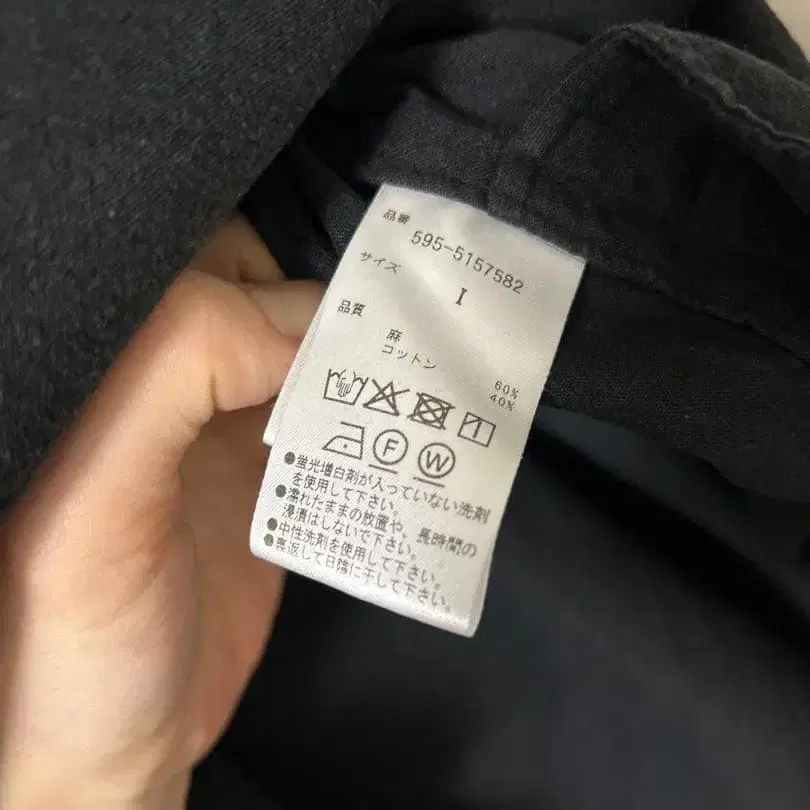 品番
595-5157582
サイズ
I
品質
麻 60%
コットン 40%
F W
●蛍光増白剤が入っていない洗剤
を使用して下さい。
●濡れたままの放置や、長時間の
浸漬はしないで下さい。
●中性洗剤を使用して下さい。
●裏返して日陰に干して下さい。